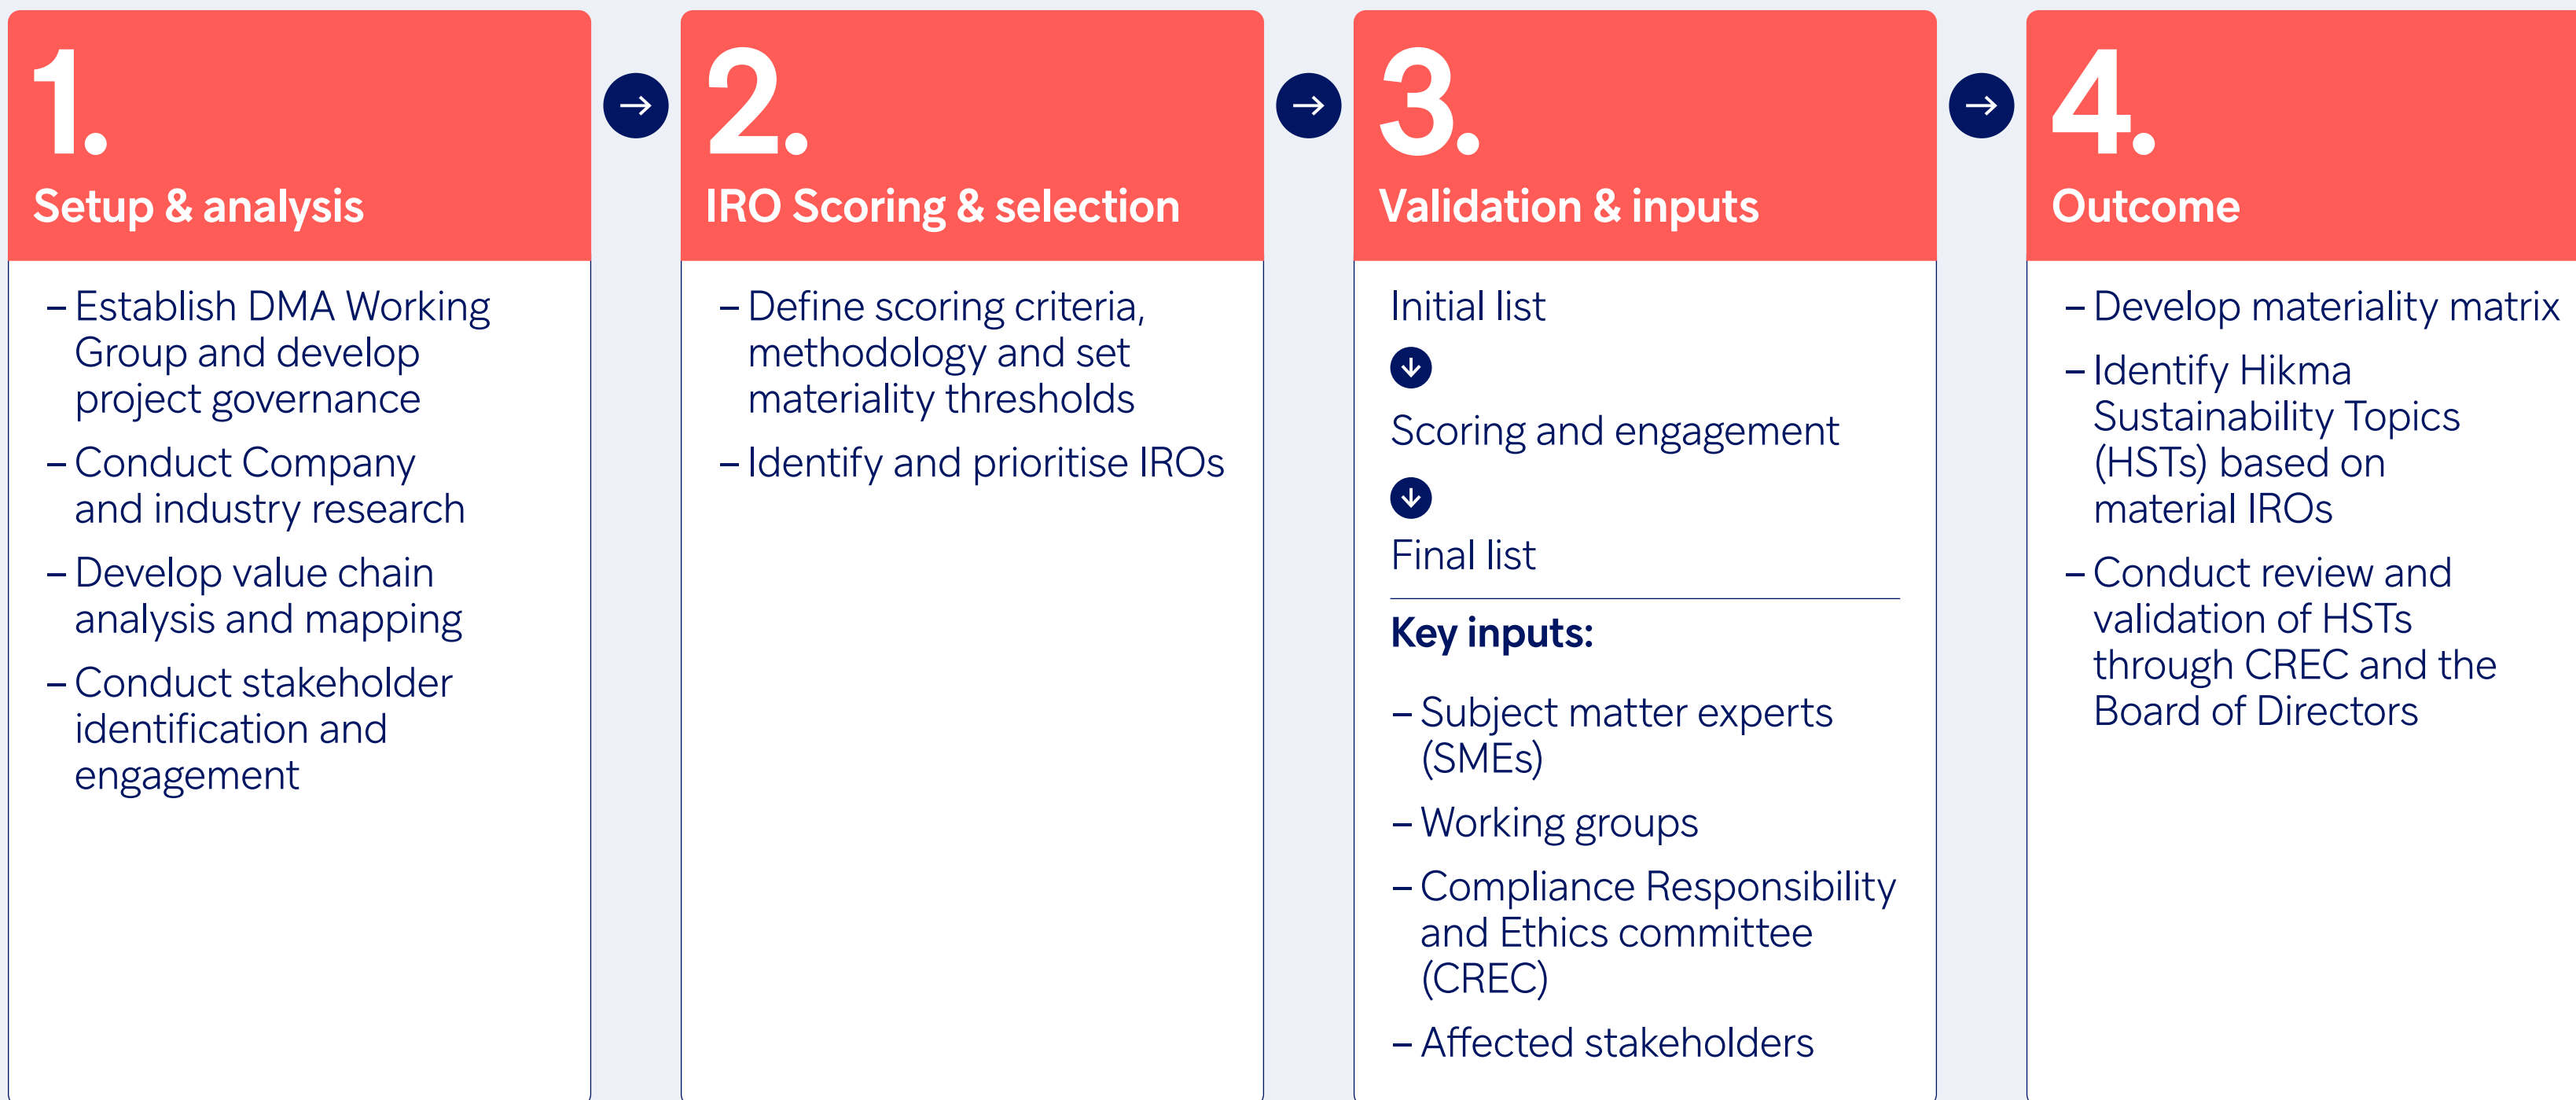 1.
Setup & analysis
– Establish DMA Working
Group and develop
project governance
– Conduct Company
and industry research
– Develop value chain
analysis and mapping
– Conduct stakeholder
identification and
engagement
2.
IRO Scoring & selection
– Define scoring criteria,
methodology and set
materiality thresholds
– Identify and prioritise IROs
3.
Validation & inputs
Initial list
Scoring and engagement
Final list
Key inputs:
– Subject matter experts
(SMEs)
– Working groups
– Compliance Responsibility
and Ethics committee
(CREC)
– Affected stakeholders
4.
Outcome
– Develop materiality matrix
– Identify Hikma
Sustainability Topics
(HSTs) based on
material IROs
– Conduct review and
validation of HSTs
through CREC and the
Board of Directors